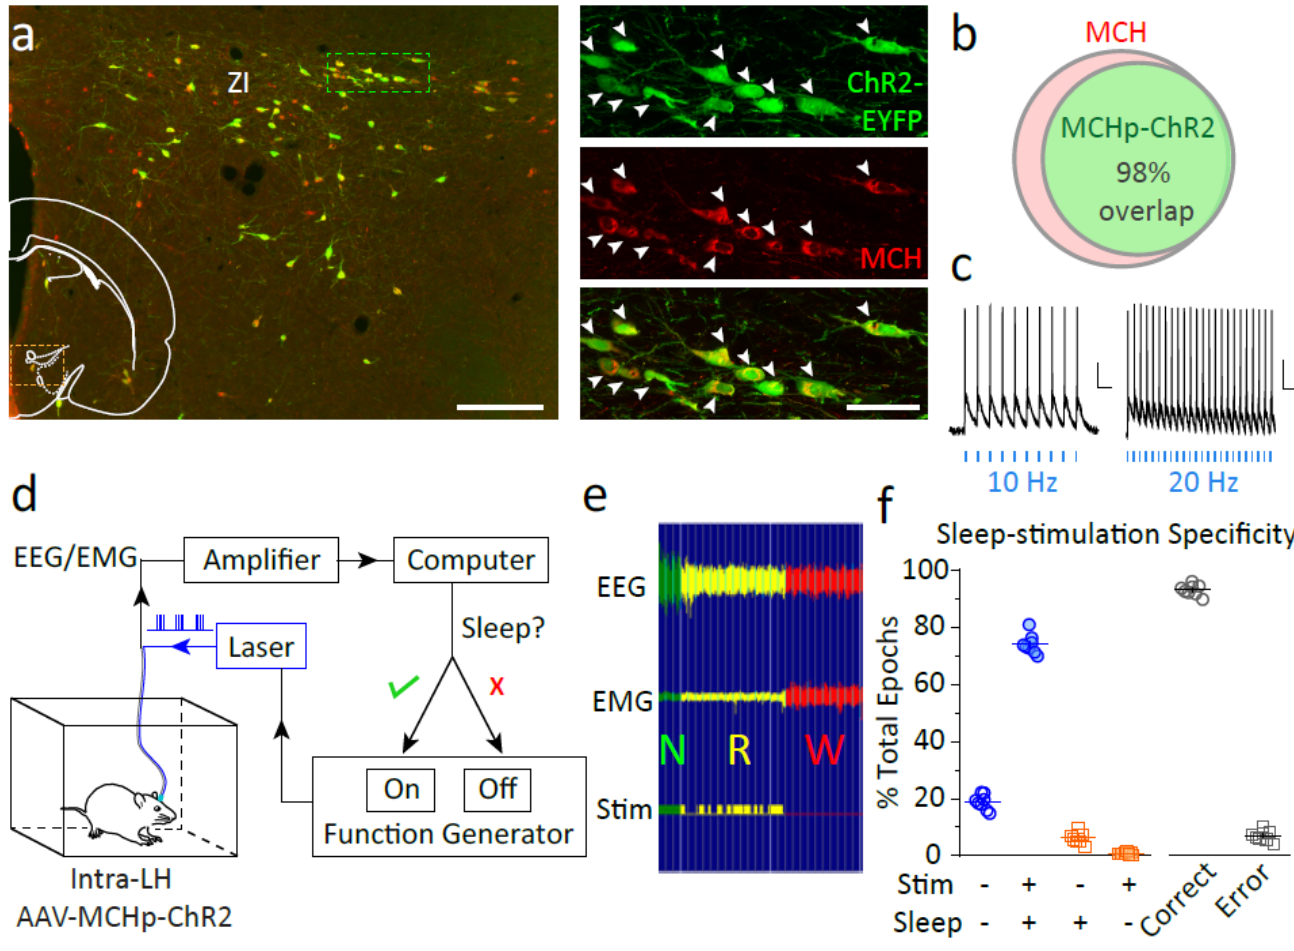 a
ZI
ChR2-
EYFP
MCH
b
MCH
MCHp-ChR2
98%
overlap
c
10 Hz
20 Hz
d
EEG/EMG
Amplifier
Computer
Sleep?
Laser
✓
X
On
Off
Function Generator
Intra-LH
AAV-MCHp-ChR2
e
EEG
EMG
N
R
W
Stim
f
Sleep-stimulation Specificity
% Total Epochs
100
80
60
40
20
0
Stim - + - +
Sleep - + + -
Correct
Error